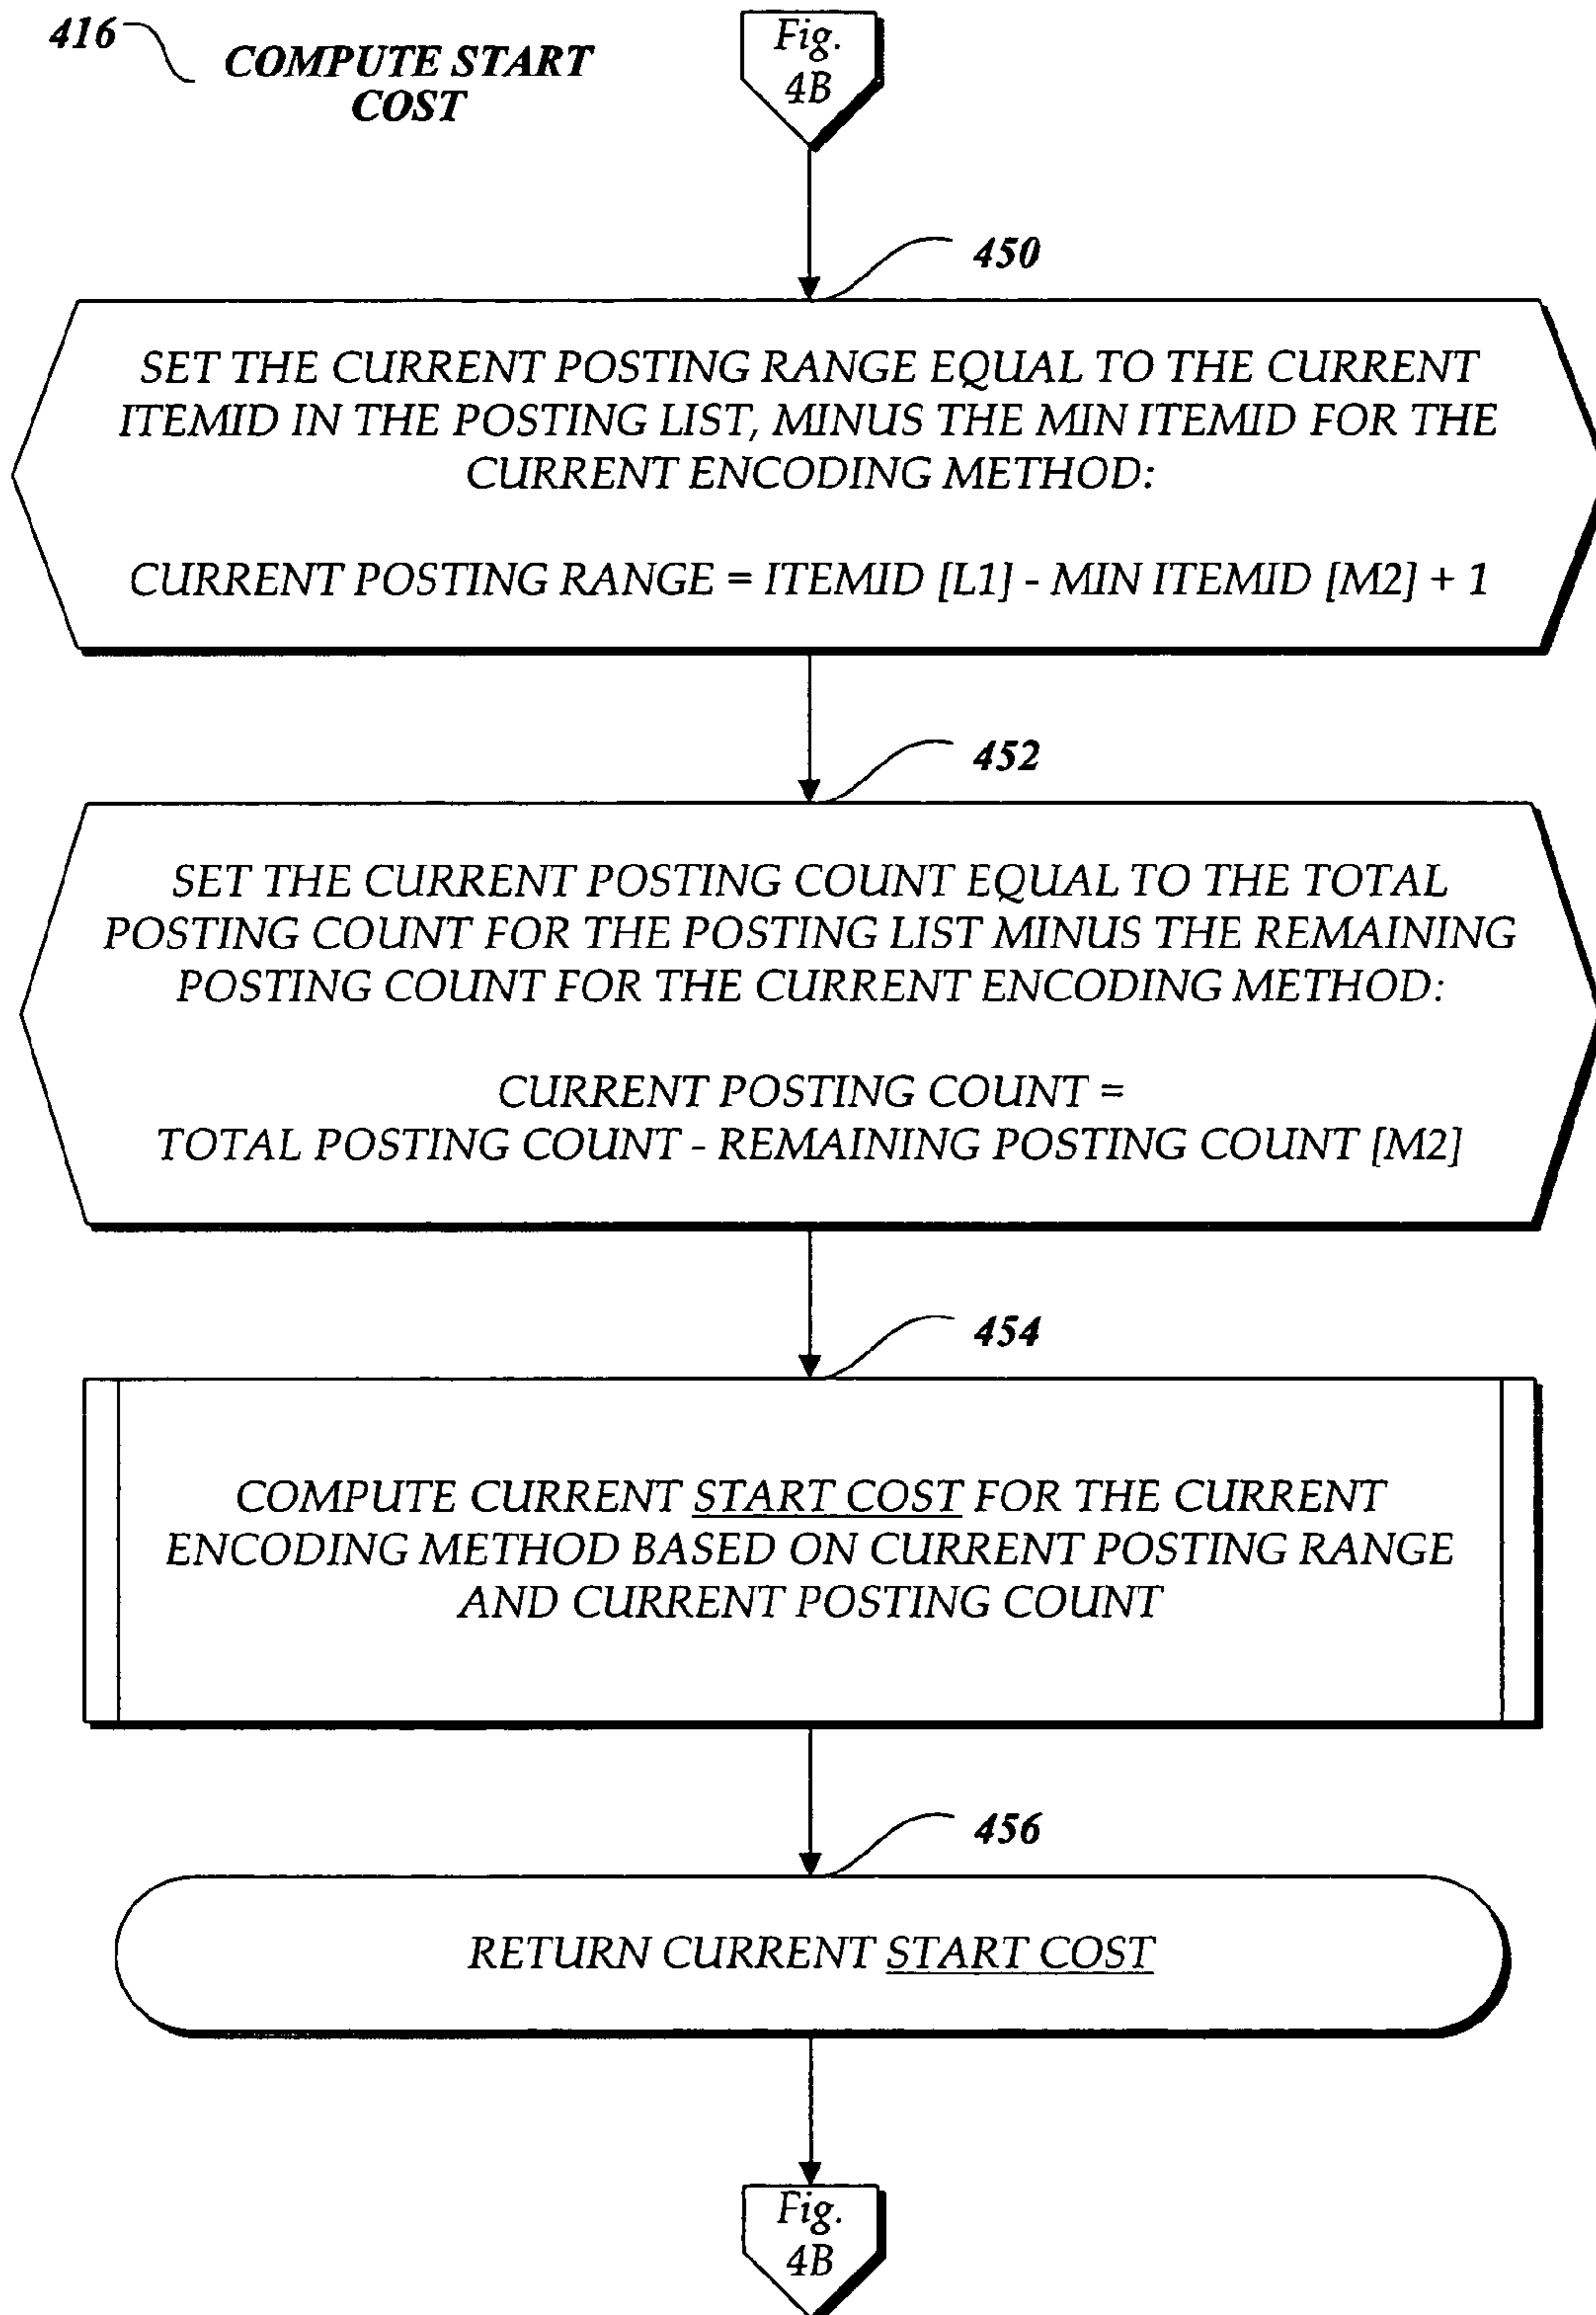 416
COMPUTE START
COST
Fig.
4B
450
SET THE CURRENT POSTING RANGE EQUAL TO THE CURRENT
ITEMID IN THE POSTING LIST, MINUS THE MIN ITEMID FOR THE
CURRENT ENCODING METHOD:
CURRENT POSTING RANGE = ITEMID [L1] - MIN ITEMID [M2] + 1
452
SET THE CURRENT POSTING COUNT EQUAL TO THE TOTAL
POSTING COUNT FOR THE POSTING LIST MINUS THE REMAINING
POSTING COUNT FOR THE CURRENT ENCODING METHOD:
CURRENT POSTING COUNT =
TOTAL POSTING COUNT - REMAINING POSTING COUNT [M2]
454
COMPUTE CURRENT START COST FOR THE CURRENT
ENCODING METHOD BASED ON CURRENT POSTING RANGE
AND CURRENT POSTING COUNT
456
RETURN CURRENT START COST
Fig.
4B